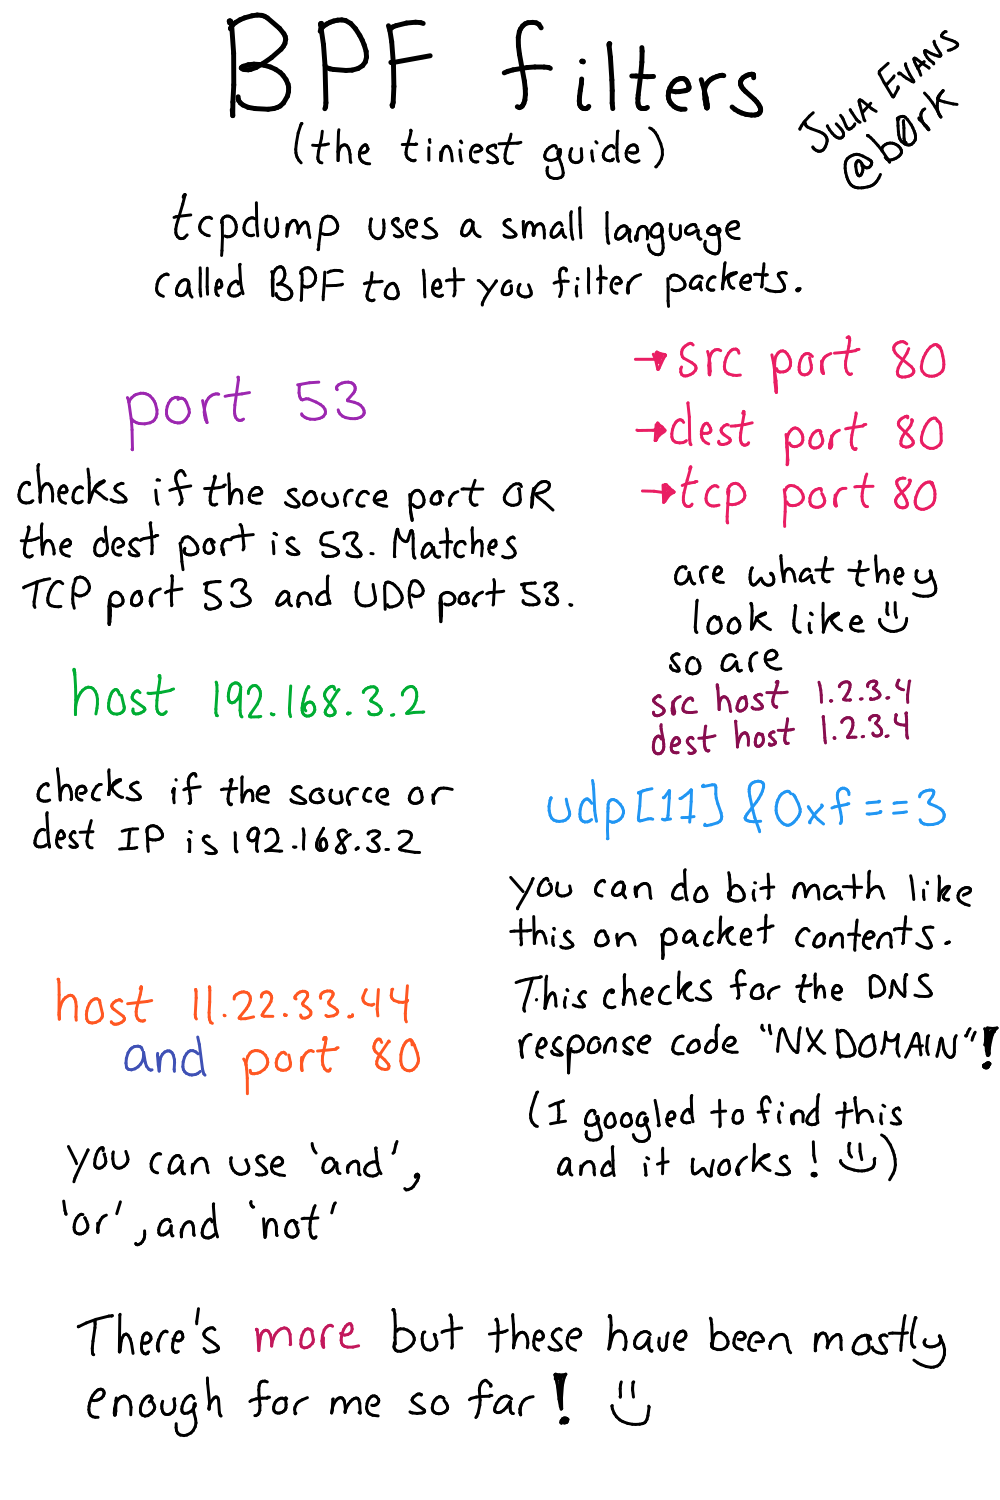 BPF filters
(the tiniest guide)
JULIA EVANS
@b0rk
tcpdump uses a small language
called BPF to let you filter packets.
port 53
checks if the source port OR
the dest port is 53. Matches
TCP port 53 and UDP port 53.
host 192.168.3.2
checks if the source or
dest IP is 192.168.3.2
host 11.22.33.44
and port 80
you can use 'and',
'or', and 'not'
→ src port 80
→ dest port 80
→ tcp port 80
are what they
look like :)
so are
src host 1.2.3.4
dest host 1.2.3.4
udp[11] & 0xf == 3
you can do bit math like
this on packet contents.
This checks for the DNS
response code "NXDOMAIN"!
(I googled to find this
and it works! :))
There's more but these have been mostly
enough for me so far! :)